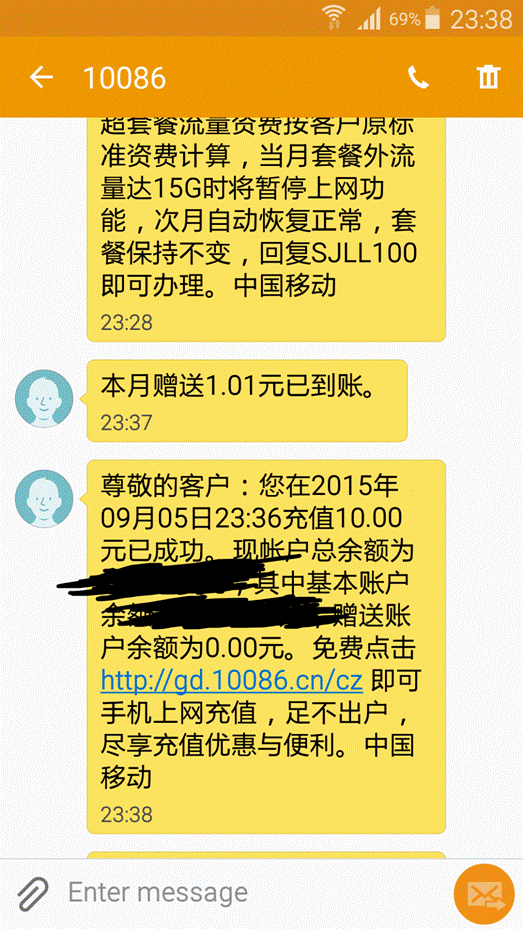 69% 23:38
10086
超套餐流量资费按客户原标
准资费计算，当月套餐外流
量达15G时将暂停上网功
能，次月自动恢复正常，套
餐保持不变，回复SJLL100
即可办理。中国移动
23:28
本月赠送1.01元已到账。
23:37
尊敬的客户：您在2015年
09月05日23:36充值10.00
元已成功。现帐户总余额为
，其中基本账户
余额 赠送账
户余额为0.00元。免费点击
http://gd.10086.cn/cz 即可
手机上网充值，足不出户，
尽享充值优惠与便利。中国
移动
23:38
Enter message